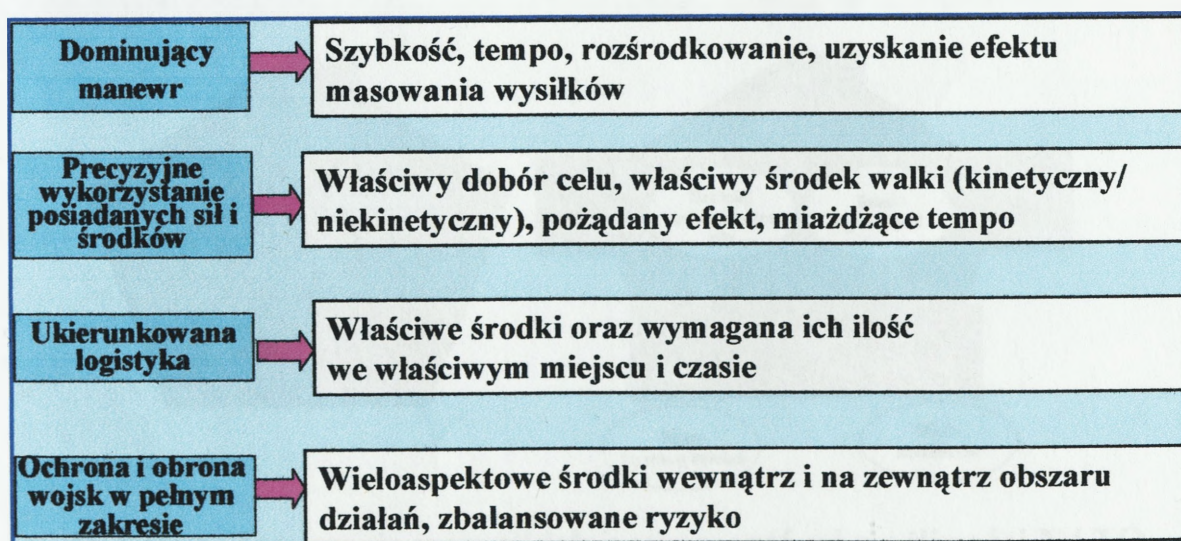 Dominujący
manewr
Szybkość, tempo, rozśrodkowanie, uzyskanie efektu
masowania wysiłków
Precyzyjne
wykorzystanie
posiadanych sił i
środków
Właściwy dobór celu, właściwy środek walki (kinetyczny/
niekinetyczny), pożądany efekt, miażdżące tempo
Ukierunkowana
logistyka
Właściwe środki oraz wymagana ich ilość
we właściwym miejscu i czasie
Ochrona i obrona
wojsk w pełnym
zakresie
Wieloaspektowe środki wewnątrz i na zewnątrz obszaru
działań, zbalansowane ryzyko